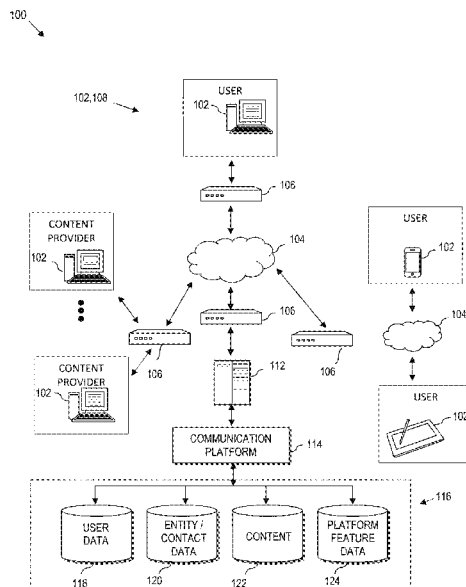 100
102,108
USER
102
106
CONTENT
PROVIDER
102
104
USER
102
106
106
106
104
CONTENT
PROVIDER
102
112
USER
102
COMMUNICATION
PLATFORM
114
116
USER
DATA
ENTITY /
CONTACT
DATA
CONTENT
PLATFORM
FEATURE
DATA
118
120
122
124